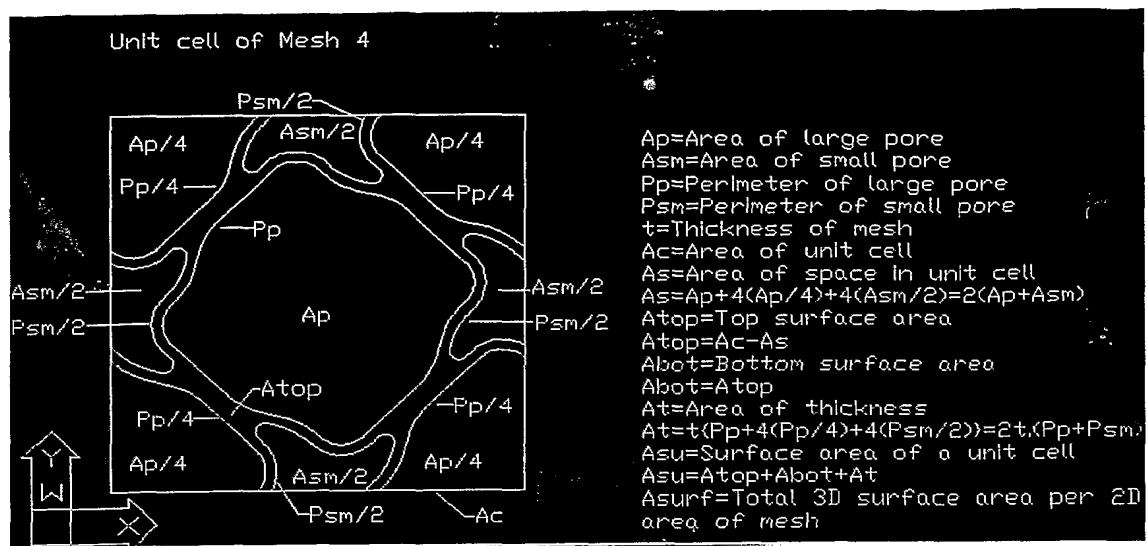 Unit cell of Mesh 4
Psm/2
Ap/4
Asm/2
Ap/4
Pp/4
Pp/4
Pp
Asm/2
Asm/2
Psm/2
Ap
Psm/2
Atop
Pp/4
Pp/4
Ap/4
Asm/2
Ap/4
Psm/2
Ac
Y
W
X
Ap=Area of large pore
Asm=Area of small pore
Pp=Perimeter of large pore
Psm=Perimeter of small pore
t=Thickness of mesh
Ac=Area of unit cell
As=Area of space in unit cell
As=Ap+4(Ap/4)+4(Asm/2)=2(Ap+Asm)
Atop=Top surface area
Atop=Ac-As
Abot=Bottom surface area
Abot=Atop
At=Area of thickness
At=t{Pp+4(Pp/4)+4(Psm/2)}=2t.(Pp+Psm)
Asu=Surface area of a unit cell
Asu=Atop+Abot+At
Asurf=Total 3D surface area per 2D
area of mesh